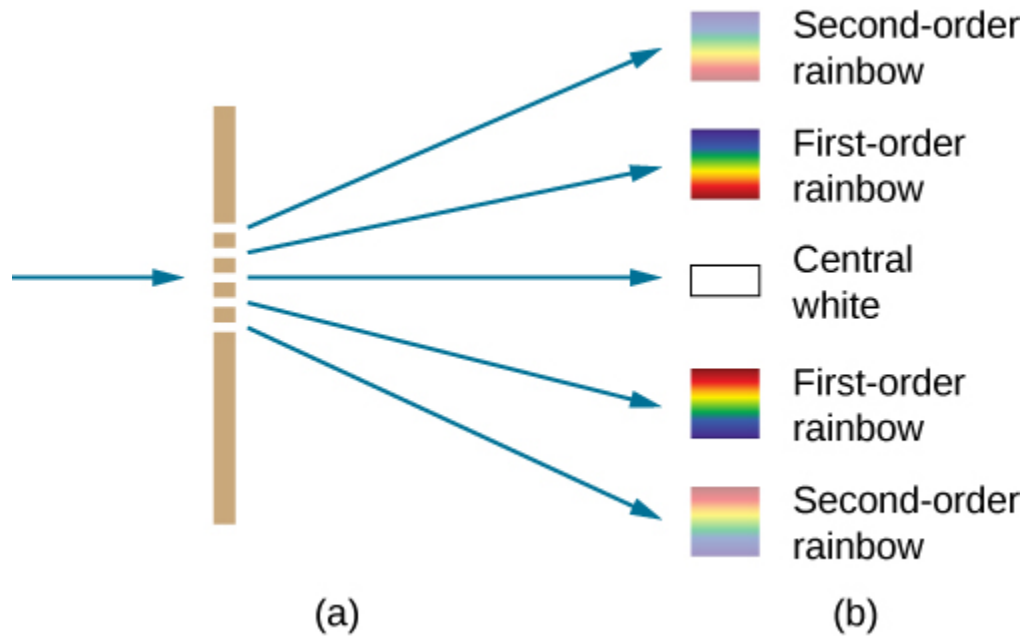 Second-order
rainbow
First-order
rainbow
Central
white
First-order
rainbow
Second-order
rainbow
(a)
(b)